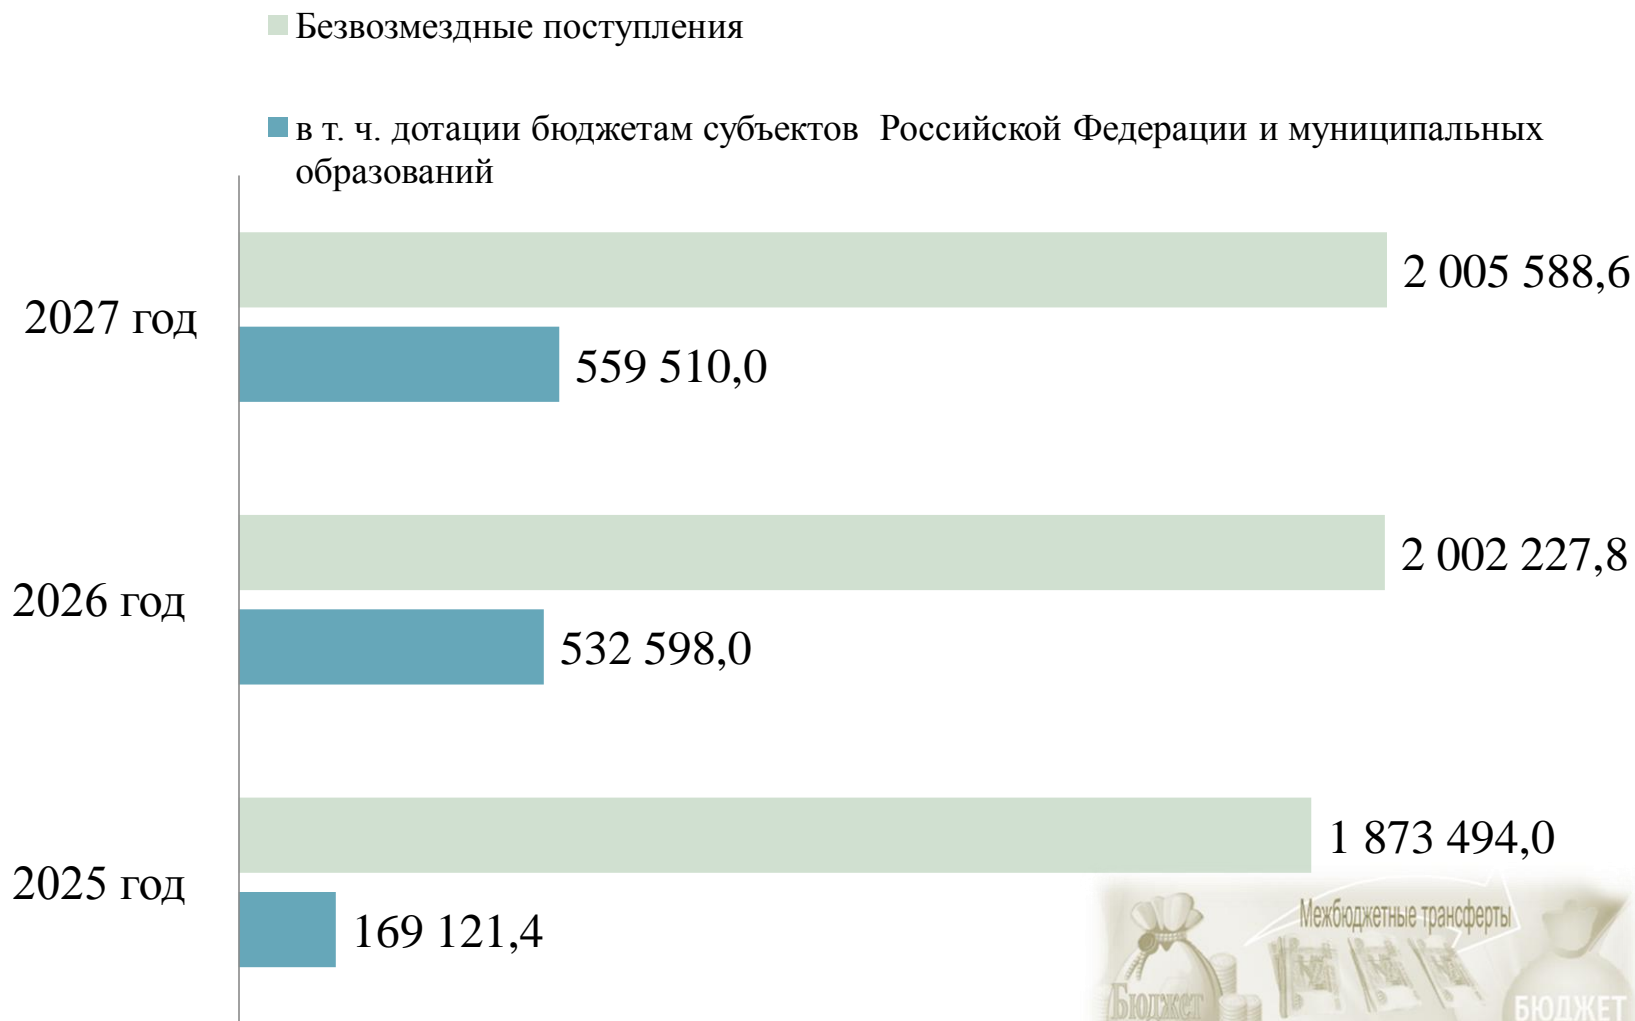 Безвозмездные поступления
в т. ч. дотации бюджетам субъектов Российской Федерации и муниципальных
образований
2027 год
2 005 588,6
559 510,0
2026 год
2 002 227,8
532 598,0
2025 год
1 873 494,0
169 121,4
Межбюджетные трансферты
Бюджет
БЮДЖЕТ